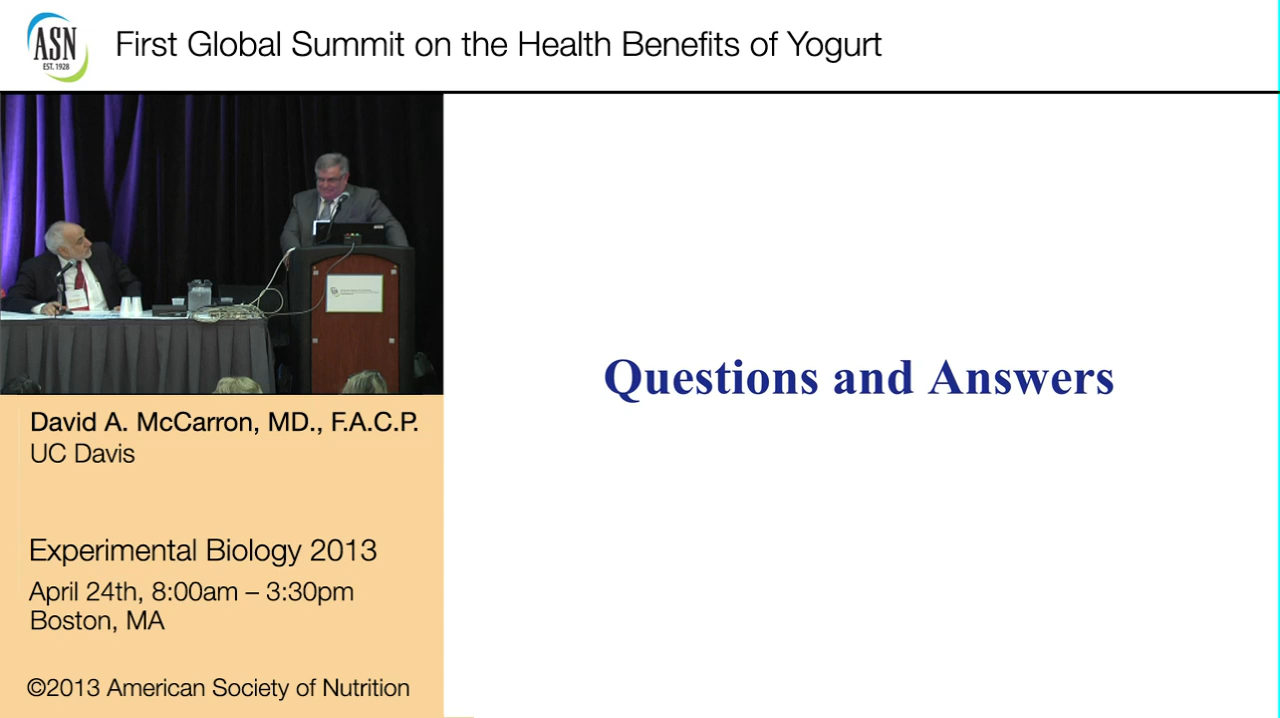 ASN
EST. 1928
First Global Summit on the Health Benefits of Yogurt
Questions and Answers
David A. McCarron, MD., F.A.C.P.
UC Davis
Experimental Biology 2013
April 24th, 8:00am – 3:30pm
Boston, MA
©2013 American Society of Nutrition